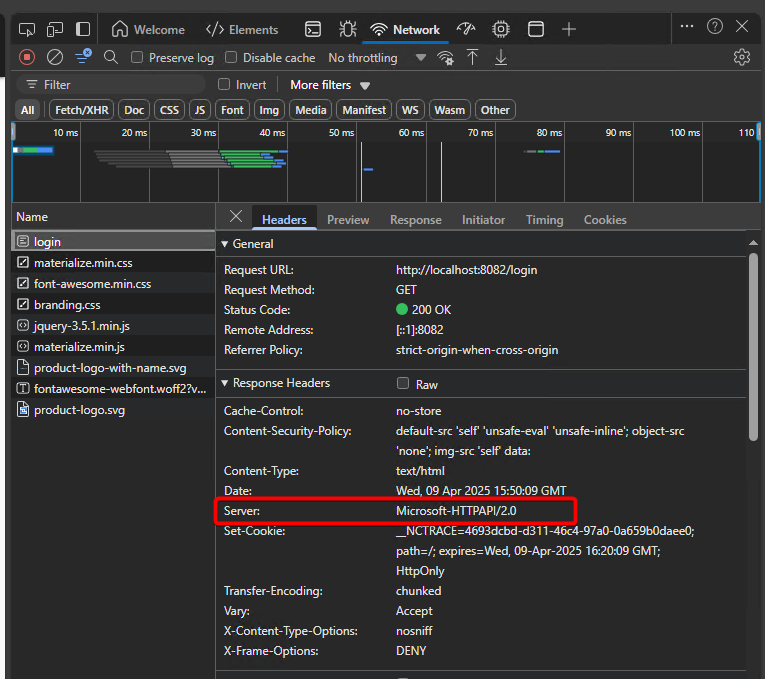 Welcome Elements Network
Preserve log Disable cache No throttling
Filter Invert More filters
All Fetch/XHR Doc CSS JS Font Img Media Manifest WS Wasm Other
10 ms 20 ms 30 ms 40 ms 50 ms 60 ms 70 ms 80 ms 90 ms 100 ms 110
Name
login
materialize.min.css
font-awesome.min.css
branding.css
jquery-3.5.1.min.js
materialize.min.js
product-logo-with-name.svg
fontawesome-webfont.woff2?v...
product-logo.svg
Headers Preview Response Initiator Timing Cookies
General
Request URL: http://localhost:8082/login
Request Method: GET
Status Code: 200 OK
Remote Address: [::1]:8082
Referrer Policy: strict-origin-when-cross-origin
Response Headers Raw
Cache-Control: no-store
Content-Security-Policy: default-src 'self' 'unsafe-eval' 'unsafe-inline'; object-src
'none'; img-src 'self' data:
Content-Type: text/html
Date: Wed, 09 Apr 2025 15:50:09 GMT
Server: Microsoft-HTTPAPI/2.0
Set-Cookie: __NCTRACE=4693dcbd-d311-46c4-97a0-0a659b0daee0;
path=/; expires=Wed, 09-Apr-2025 16:20:09 GMT;
HttpOnly
Transfer-Encoding: chunked
Vary: Accept
X-Content-Type-Options: nosniff
X-Frame-Options: DENY